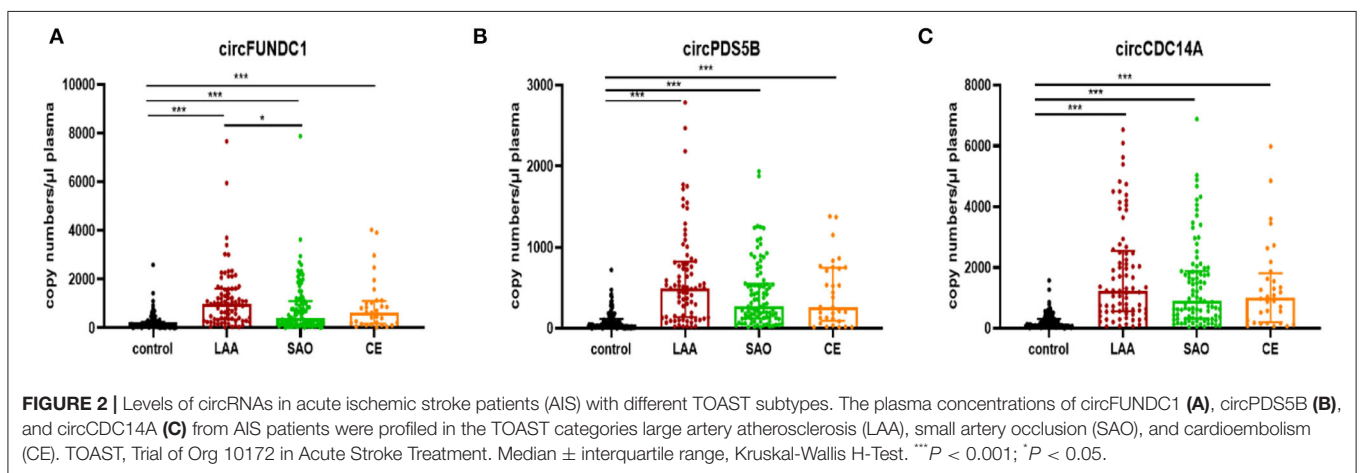 A
circFUNDC1
copy numbers/µl plasma
10000
8000
6000
4000
2000
0
***
***
***
*
control LAA SAO CE
B
circPDS5B
copy numbers/µl plasma
3000
2000
1000
0
***
***
***
control LAA SAO CE
C
circCDC14A
copy numbers/µl plasma
8000
6000
4000
2000
0
***
***
***
control LAA SAO CE
FIGURE 2 | Levels of circRNAs in acute ischemic stroke patients (AIS) with different TOAST subtypes. The plasma concentrations of circFUNDC1 (A), circPDS5B (B),
and circCDC14A (C) from AIS patients were profiled in the TOAST categories large artery atherosclerosis (LAA), small artery occlusion (SAO), and cardioembolism
(CE). TOAST, Trial of Org 10172 in Acute Stroke Treatment. Median ± interquartile range, Kruskal-Wallis H-Test. ***P < 0.001; *P < 0.05.